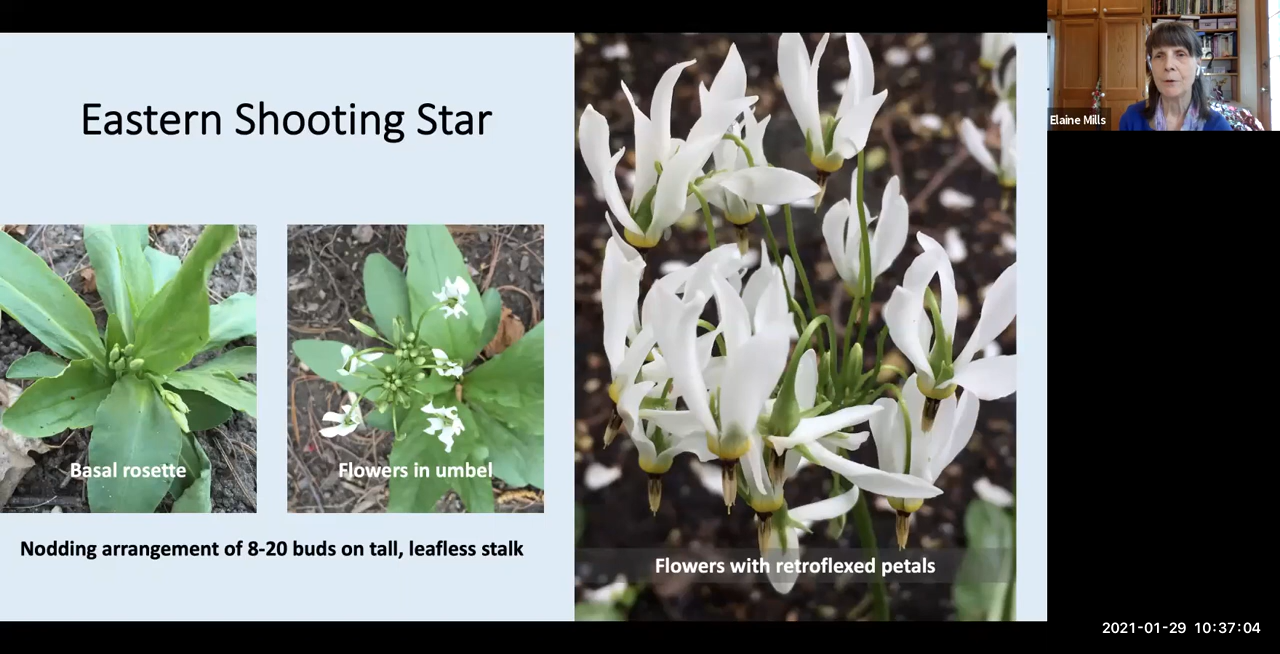 Eastern Shooting Star
Elaine Mills
Basal rosette
Flowers in umbel
Nodding arrangement of 8-20 buds on tall, leafless stalk
Flowers with retroflexed petals
2021-01-29 10:37:04